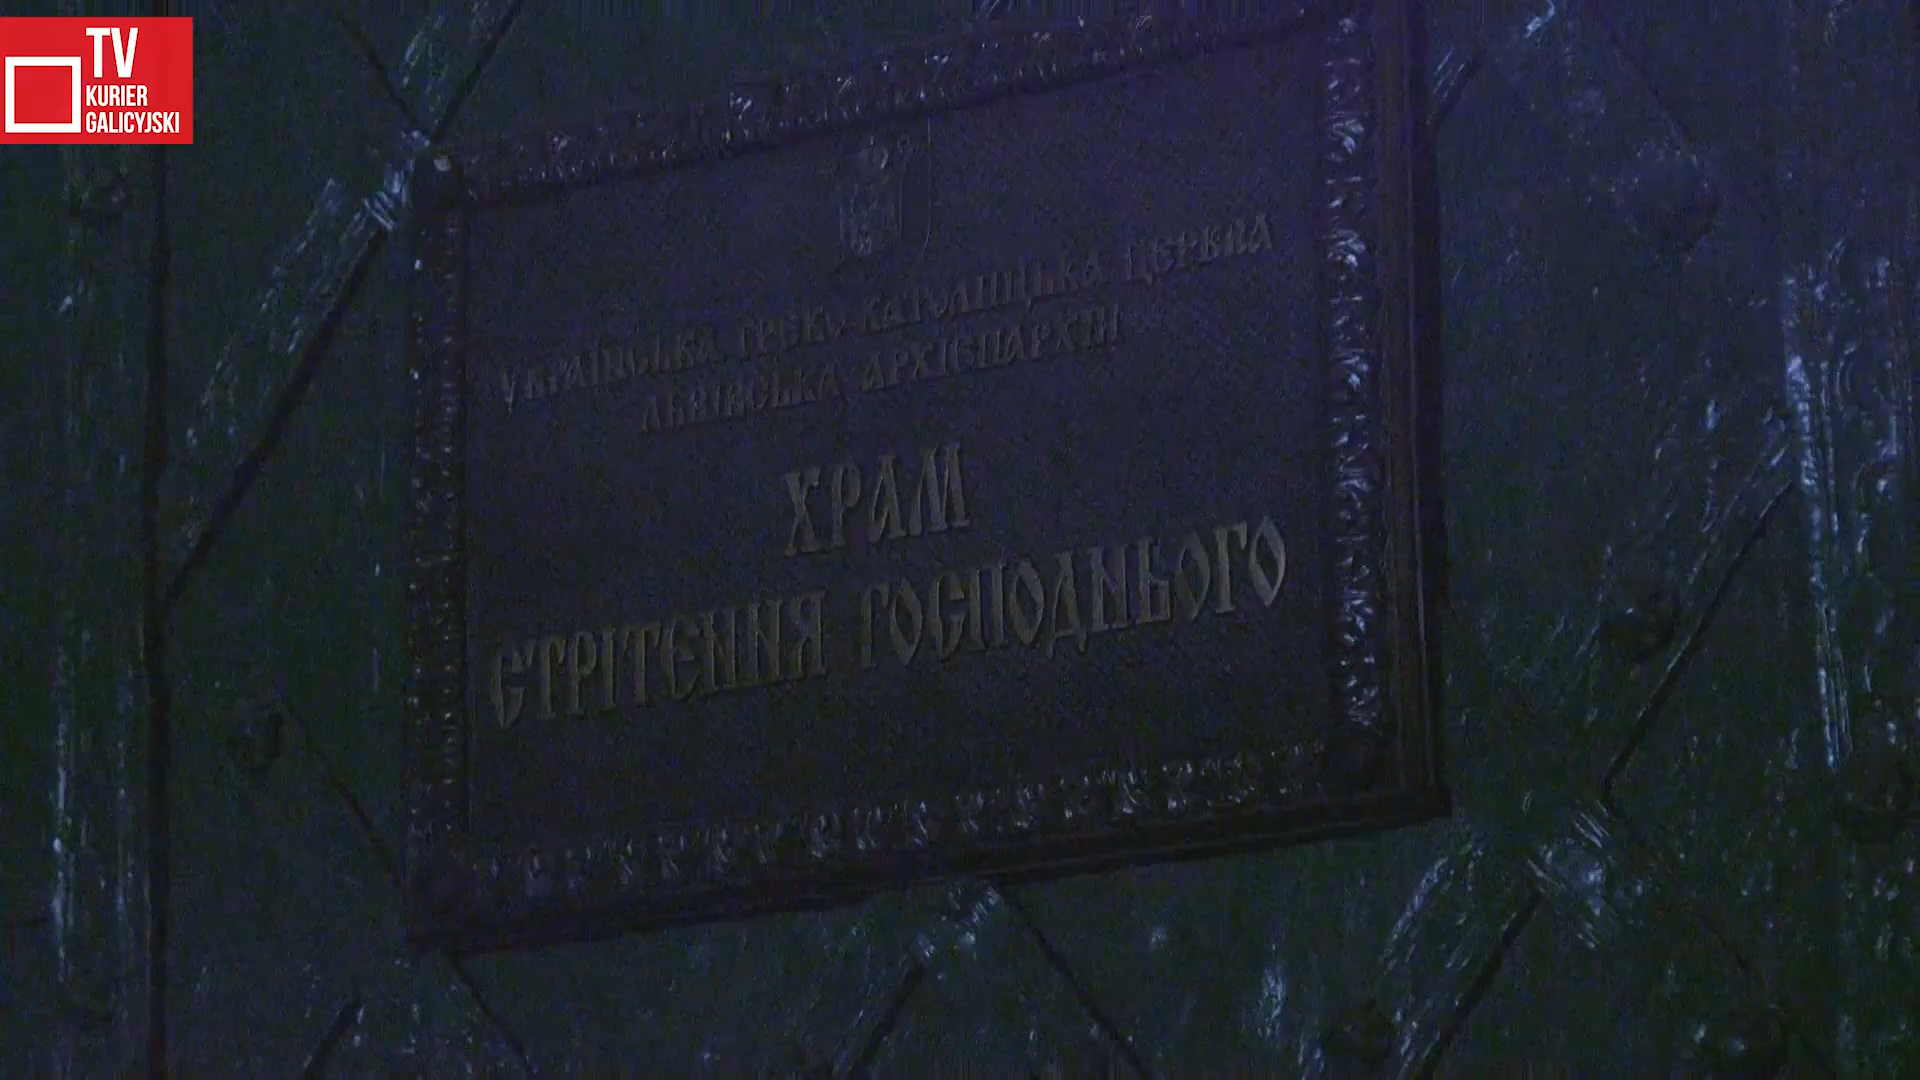 TV
KURIER
GALICYJSKI
УКРАЇНСЬКА ГРЕКО-КАТОЛИЦЬКА ЦЕРКВА
ЛЬВІВСЬКА АРХІЄПАРХІЯ
ХРАМ
СТРІТЕННЯ ГОСПОДНЬОГО